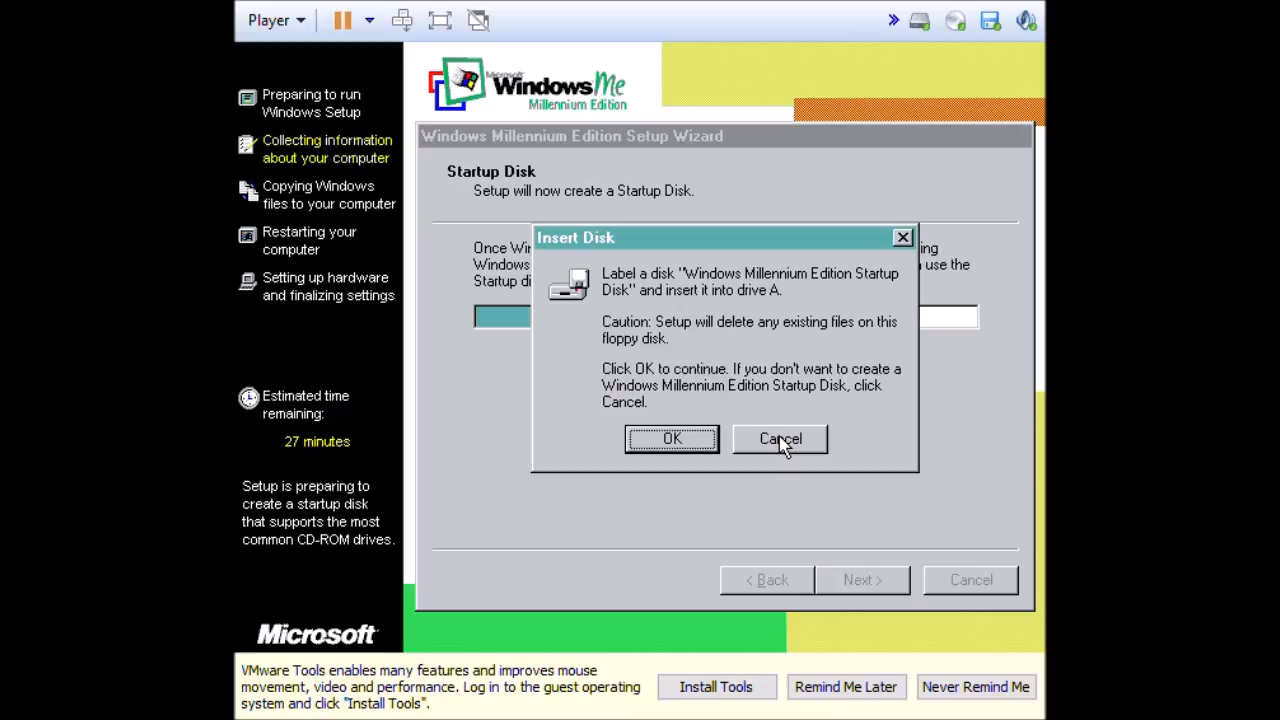 Player
Microsoft
Windows Me
Millennium Edition
Preparing to run
Windows Setup
Collecting information
about your computer
Copying Windows
files to your computer
Restarting your
computer
Setting up hardware
and finalizing settings
Estimated time
remaining:
27 minutes
Setup is preparing to
create a startup disk
that supports the most
common CD-ROM drives.
Microsoft
Windows Millennium Edition Setup Wizard
Startup Disk
Setup will now create a Startup Disk.
Once
Windows
Startup
use the
Insert Disk
Label a disk "Windows Millennium Edition Startup
Disk" and insert it into drive A.
Caution: Setup will delete any existing files on this
floppy disk.
Click OK to continue. If you don't want to create a
Windows Millennium Edition Startup Disk, click
Cancel.
OK
Cancel
< Back
Next >
Cancel
VMware Tools enables many features and improves mouse
movement, video and performance. Log in to the guest operating
system and click "Install Tools".
Install Tools
Remind Me Later
Never Remind Me